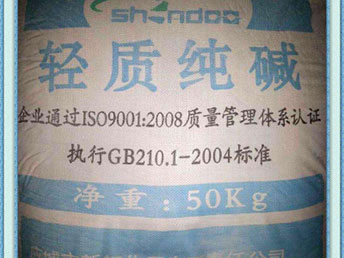 shindoo
轻质纯碱
企业通过ISO9001:2008质量管理体系认证
执行GB210.1-2004标准
净重:50Kg